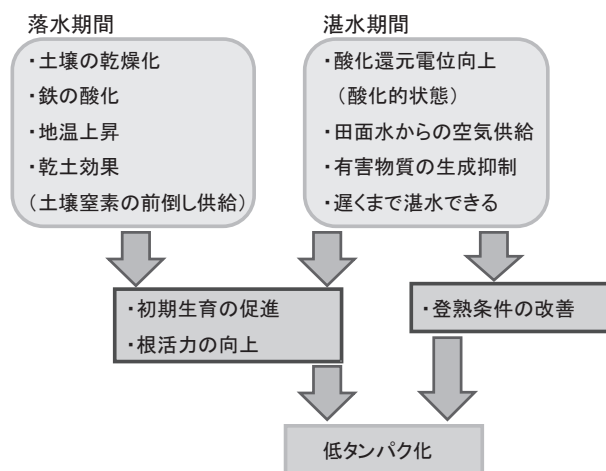 落水期間
・土壌の乾燥化
・鉄の酸化
・地温上昇
・乾土効果
（土壌窒素の前倒し供給）
湛水期間
・酸化還元電位向上
（酸化的状態）
・田面水からの空気供給
・有害物質の生成抑制
・遅くまで湛水できる
・初期生育の促進
・根活力の向上
・登熟条件の改善
低タンパク化